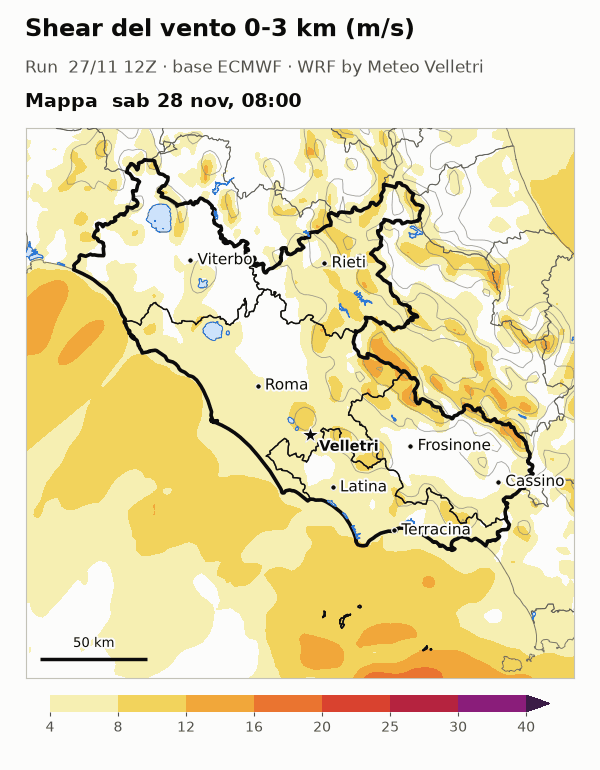 Shear del vento 0-3 km (m/s)
Run  27/11 12Z · base ECMWF · WRF by Meteo Velletri
Mappa  sab 28 nov, 08:00
Viterbo
Rieti
Roma
Velletri
Frosinone
Cassino
Latina
Terracina
50 km
4 8 12 16 20 25 30 40